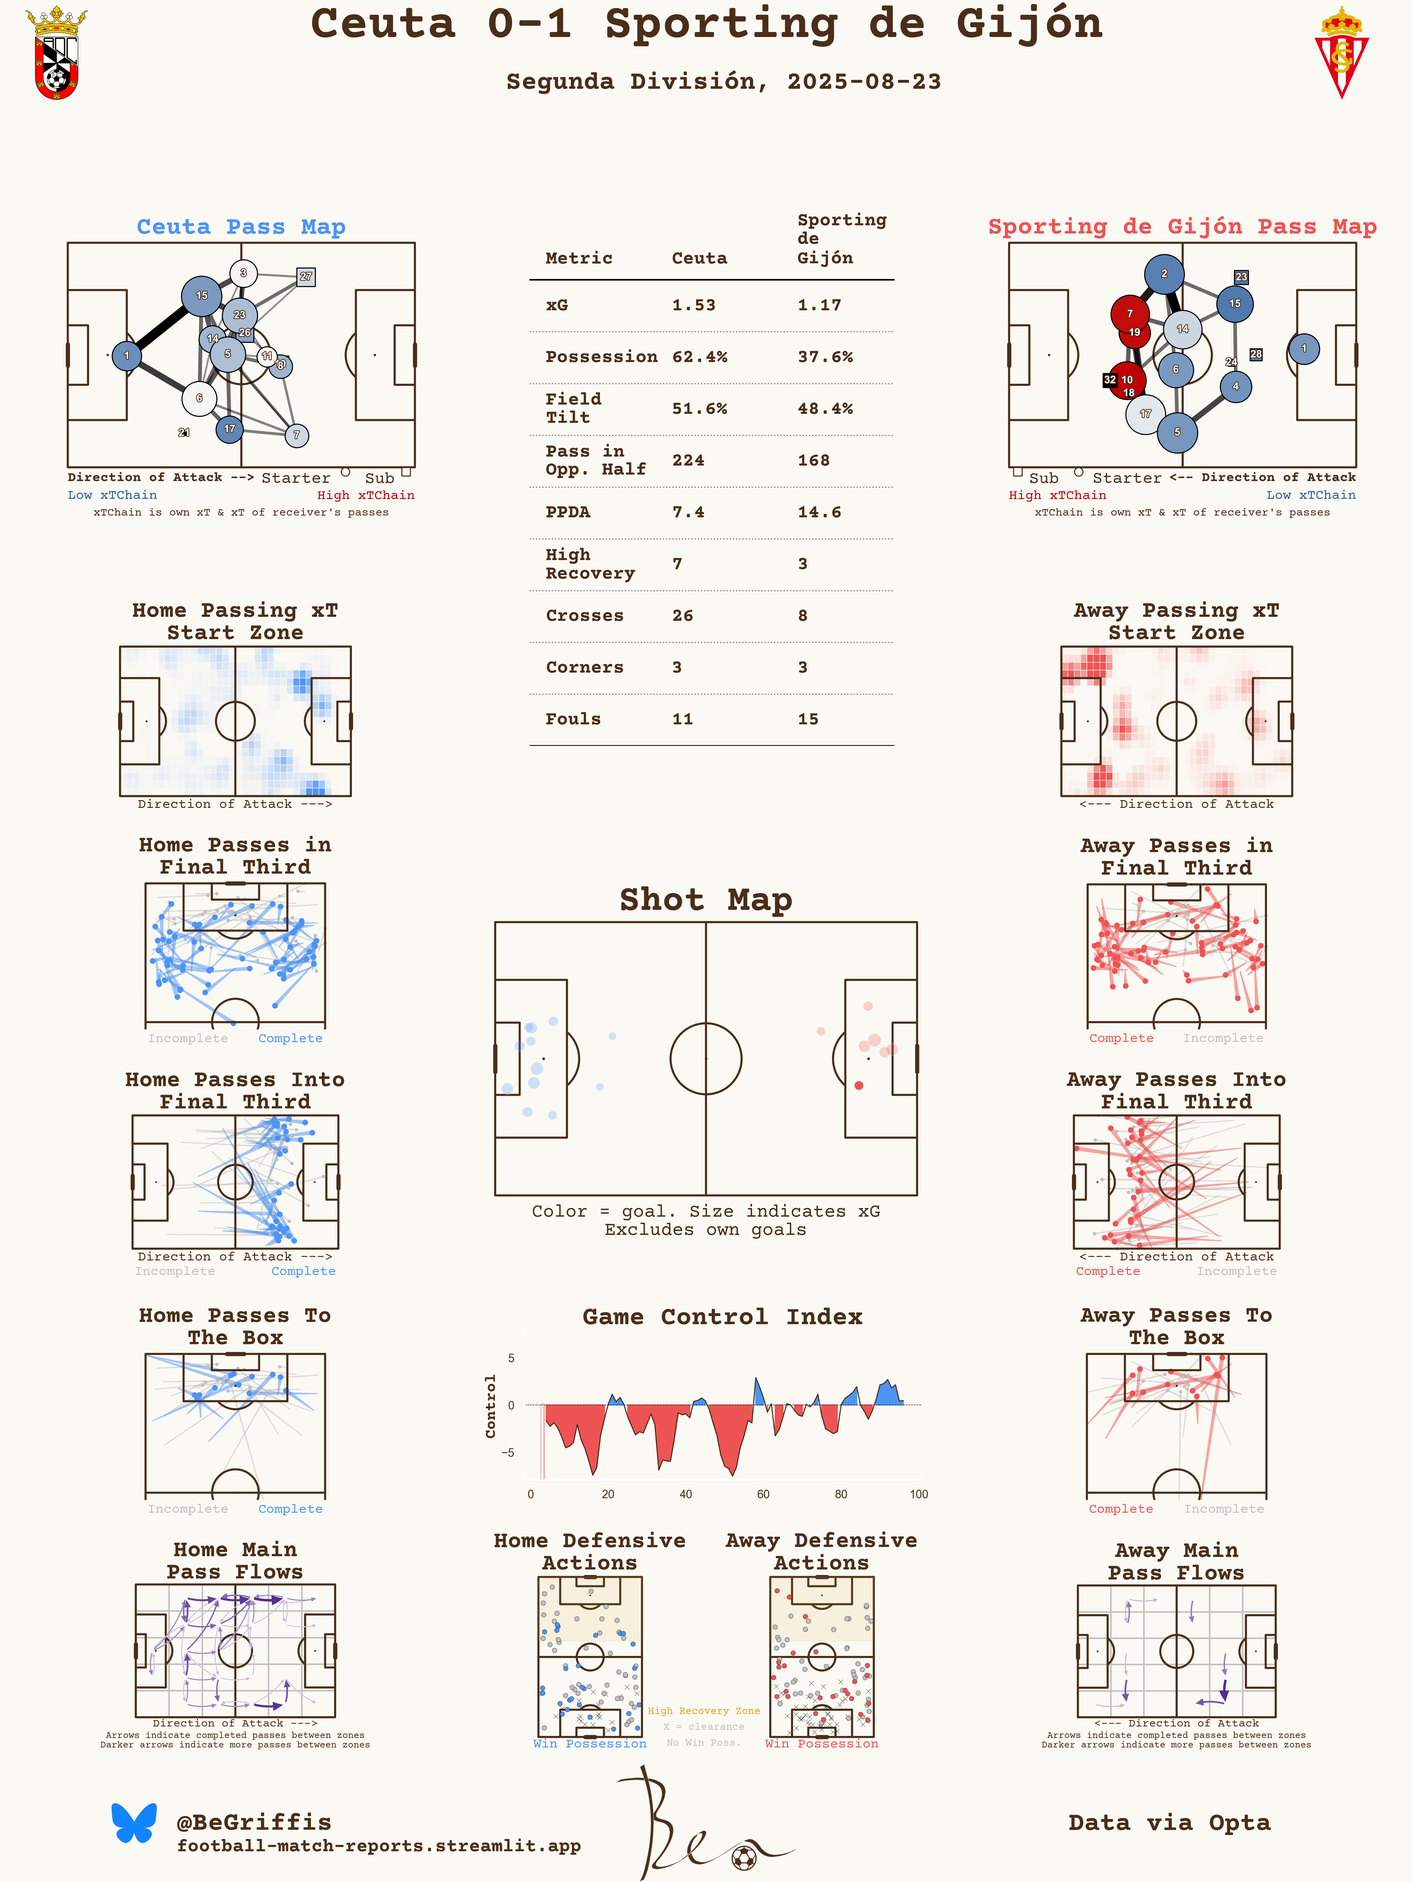 Ceuta 0-1 Sporting de Gijón
Segunda División, 2025-08-23
Ceuta Pass Map
3
27
15
23
26
14
5
11
8
1
6
21
17
7
Direction of Attack --> Starter Sub
Low xTChain High xTChain
xTChain is own xT & xT of receiver's passes
Metric Ceuta Sporting de Gijón
xG 1.53 1.17
Possession 62.4% 37.6%
Field Tilt 51.6% 48.4%
Pass in Opp. Half 224 168
PPDA 7.4 14.6
High Recovery 7 3
Crosses 26 8
Corners 3 3
Fouls 11 15
Sporting de Gijón Pass Map
2
23
7
15
19
14
1
28
24
6
32
10
4
18
17
5
Sub Starter <-- Direction of Attack
High xTChain Low xTChain
xTChain is own xT & xT of receiver's passes
Home Passing xT
Start Zone
Direction of Attack --->
Away Passing xT
Start Zone
<--- Direction of Attack
Home Passes in
Final Third
Incomplete Complete
Away Passes in
Final Third
Complete Incomplete
Shot Map
Color = goal. Size indicates xG
Excludes own goals
Home Passes Into
Final Third
Direction of Attack --->
Incomplete Complete
Away Passes Into
Final Third
<--- Direction of Attack
Complete Incomplete
Home Passes To
The Box
Incomplete Complete
Game Control Index
Control
5
0
−5
0 20 40 60 80 100
Away Passes To
The Box
Complete Incomplete
Home Main
Pass Flows
Direction of Attack --->
Arrows indicate completed passes between zones
Darker arrows indicate more passes between zones
Home Defensive
Actions
Win Possession
Away Defensive
Actions
Win Possession
High Recovery Zone
X = clearance
No Win Poss.
Away Main
Pass Flows
<--- Direction of Attack
Arrows indicate completed passes between zones
Darker arrows indicate more passes between zones
@BeGriffis
football-match-reports.streamlit.app
Ben
Data via Opta